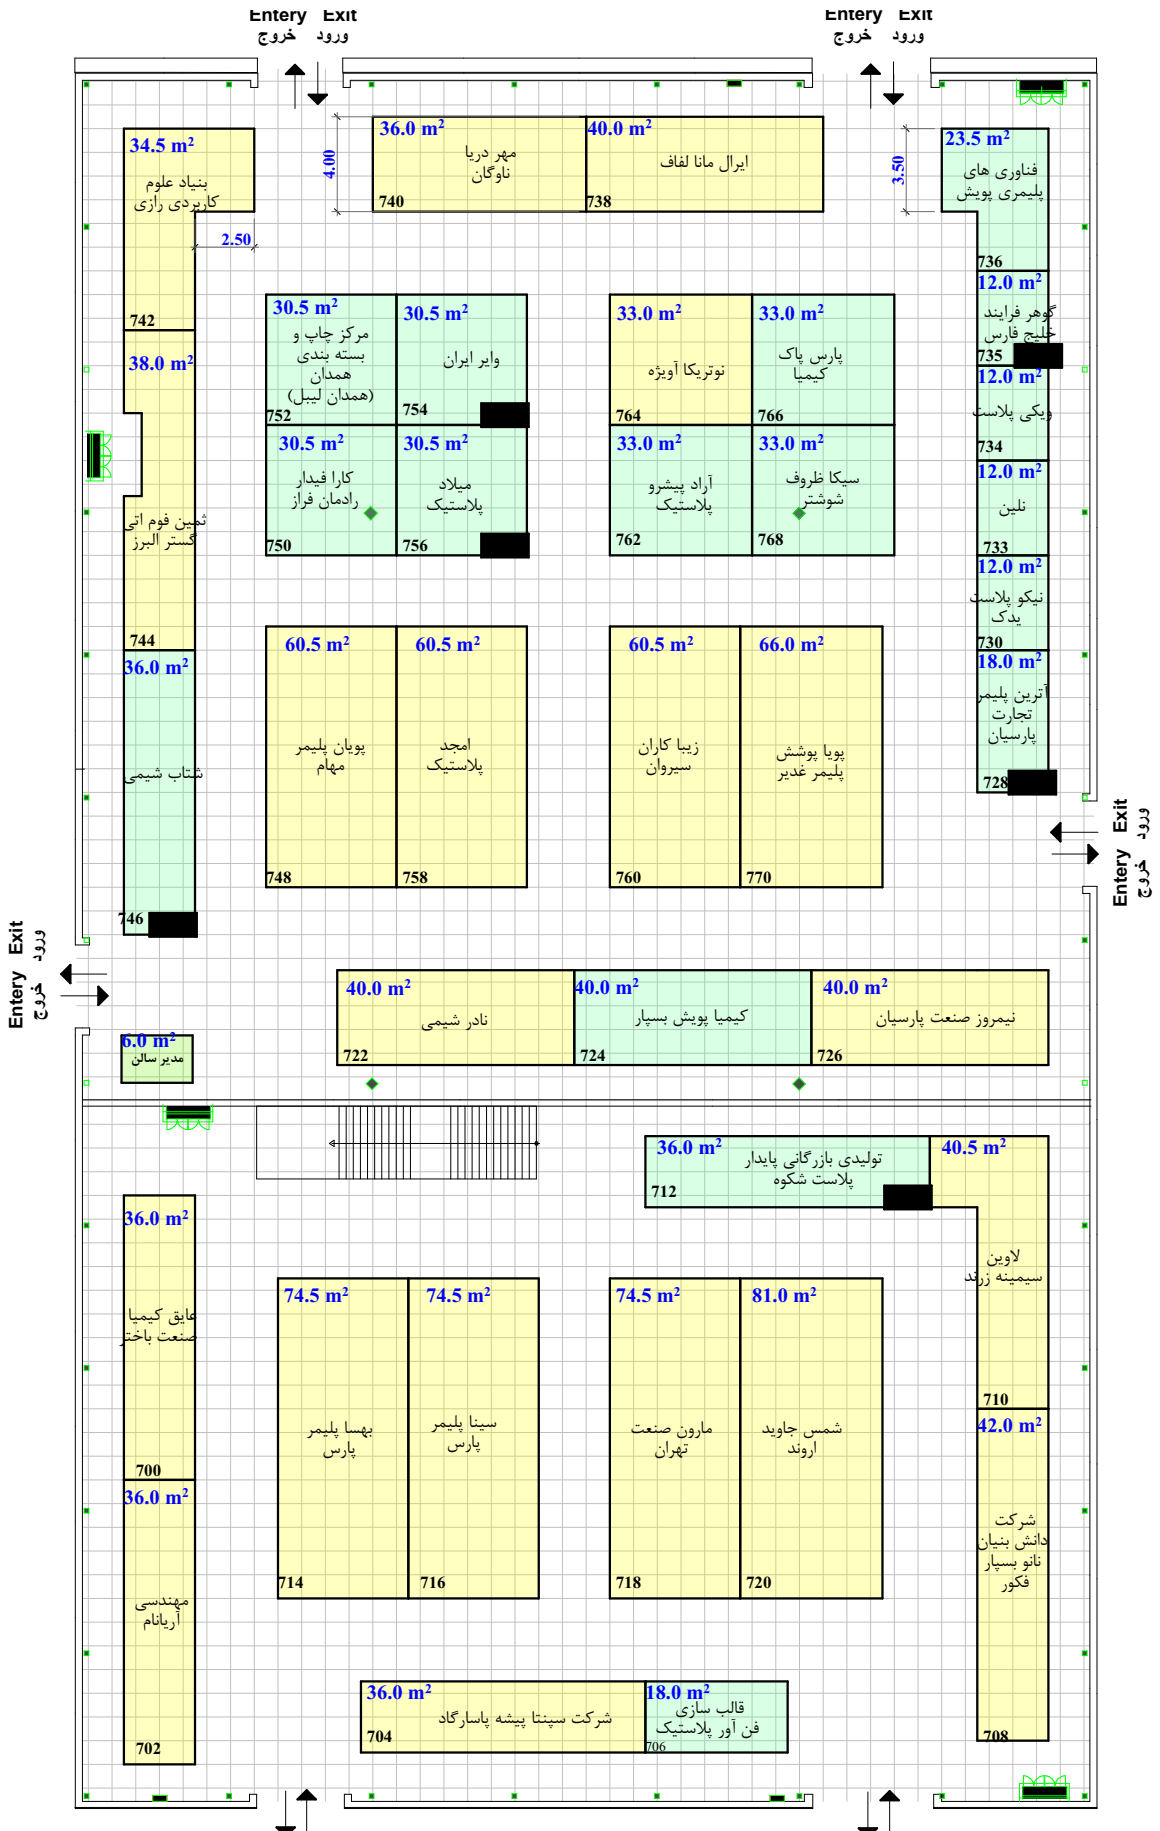 Entery Exit
خروج ورود
Entery Exit
خروج ورود
34.5 m²
بنیاد علوم
کاربردی رازی
742
2.50
4.00
36.0 m²
مهر دریا
ناوگان
740
40.0 m²
ایرال مانا لفاف
738
3.50
23.5 m²
فناوری های
پلیمری پویش
736
12.0 m²
گوهر فرایند
خلیج فارس
735
12.0 m²
ویکی پلاست
734
12.0 m²
نلین
733
12.0 m²
نیکو پلاست
یدک
730
18.0 m²
آترین پلیمر
تجارت
پارسیان
728
38.0 m²
ثمین فوم اتی
گستر البرز
744
36.0 m²
شتاب شیمی
746
30.5 m²
مرکز چاپ و
بسته بندی
همدان
(همدان لیبل)
752
30.5 m²
وایر ایران
754
30.5 m²
کارا فیدار
رادمان فراز
750
30.5 m²
میلاد
پلاستیک
756
33.0 m²
نوتریکا آویژه
764
33.0 m²
پارس پاک
کیمیا
766
33.0 m²
آراد پیشرو
پلاستیک
762
33.0 m²
سیکا ظروف
شوشتر
768
60.5 m²
پویان پلیمر
مهام
748
60.5 m²
امجد
پلاستیک
758
60.5 m²
زیبا کاران
سیروان
760
66.0 m²
پویا پوشش
پلیمر غدیر
770
Entery Exit
خروج ورود
Entery Exit
خروج ورود
40.0 m²
نادر شیمی
722
40.0 m²
کیمیا پویش بسپار
724
40.0 m²
نیمروز صنعت پارسیان
726
6.0 m²
مدیر سالن
36.0 m²
تولیدی بازرگانی پایدار
پلاست شکوه
712
40.5 m²
لاوین
سیمینه زرند
710
36.0 m²
عایق کیمیا
صنعت باختر
700
36.0 m²
مهندسی
آریانام
702
74.5 m²
بهسا پلیمر
پارس
714
74.5 m²
سینا پلیمر
پارس
716
74.5 m²
مارون صنعت
تهران
718
81.0 m²
شمس جاوید
اروند
720
42.0 m²
شرکت
دانش بنیان
نانو بسپار
فکور
708
36.0 m²
شرکت سپنتا پیشه پاسارگاد
704
18.0 m²
قالب سازی
فن آور پلاستیک
706